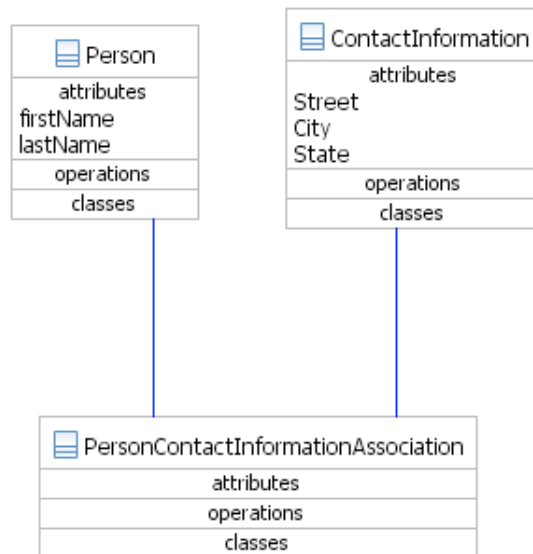 Person
attributes
firstName
lastName
operations
classes
ContactInformation
attributes
Street
City
State
operations
classes
PersonContactInformationAssociation
attributes
operations
classes